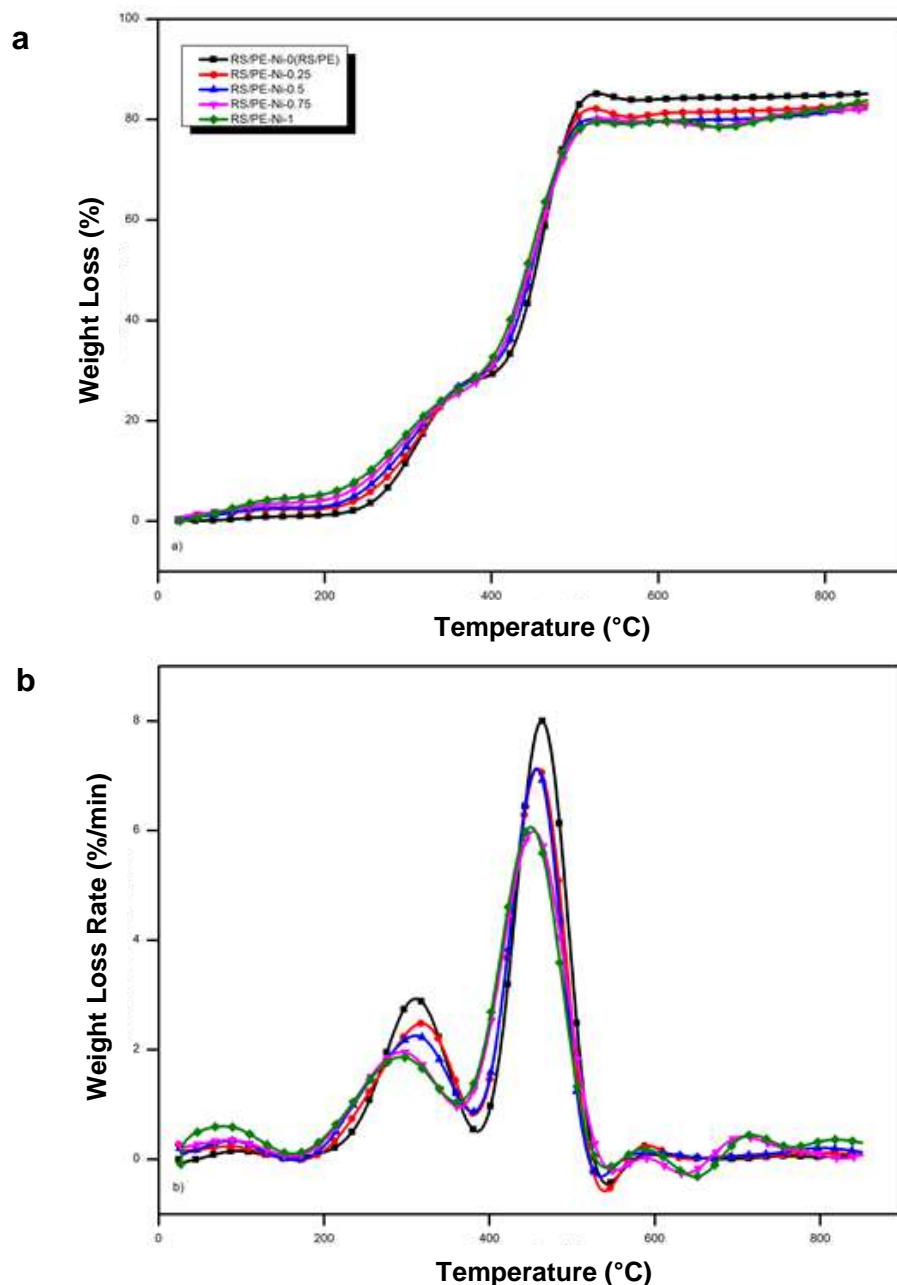 a
100
80
60
40
20
0
RS/PE-Ni-0(RS/PE)
RS/PE-Ni-0.25
RS/PE-Ni-0.5
RS/PE-Ni-0.75
RS/PE-Ni-1
Weight Loss (%)
a)
0 200 400 600 800
Temperature (°C)
b
8
6
4
2
0
Weight Loss Rate (%/min)
b)
0 200 400 600 800
Temperature (°C)